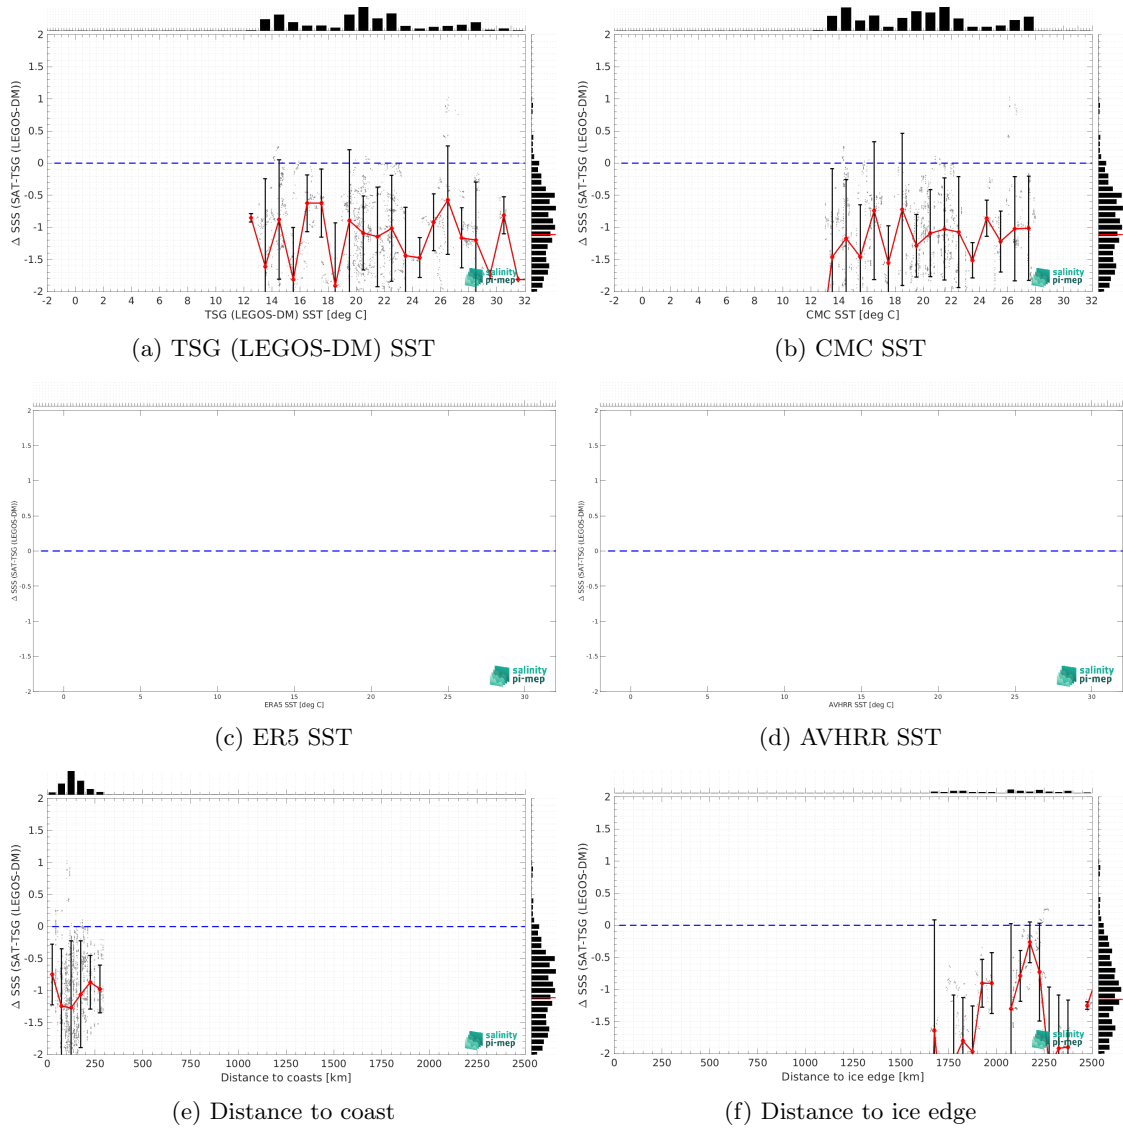 2
1.5
1
0.5
0
-0.5
-1
-1.5
-2
Δ SSS (SAT-TSG (LEGOS-DM))
-2 0 2 4 6 8 10 12 14 16 18 20 22 24 26 28 30 32
TSG (LEGOS-DM) SST [deg C]
salinity
pi-mep
(a) TSG (LEGOS-DM) SST
2
1.5
1
0.5
0
-0.5
-1
-1.5
-2
Δ SSS (SAT-TSG (LEGOS-DM))
-2 0 2 4 6 8 10 12 14 16 18 20 22 24 26 28 30 32
CMC SST [deg C]
salinity
pi-mep
(b) CMC SST
2
1.5
1
0.5
0
-0.5
-1
-1.5
-2
Δ SSS (SAT-TSG (LEGOS-DM))
0 5 10 15 20 25 30
ERA5 SST [deg C]
salinity
pi-mep
(c) ER5 SST
2
1.5
1
0.5
0
-0.5
-1
-1.5
-2
Δ SSS (SAT-TSG (LEGOS-DM))
0 5 10 15 20 25 30
AVHRR SST [deg C]
salinity
pi-mep
(d) AVHRR SST
2
1.5
1
0.5
0
-0.5
-1
-1.5
-2
Δ SSS (SAT-TSG (LEGOS-DM))
0 250 500 750 1000 1250 1500 1750 2000 2250 2500
Distance to coasts [km]
salinity
pi-mep
(e) Distance to coast
2
1.5
1
0.5
0
-0.5
-1
-1.5
-2
Δ SSS (SAT-TSG (LEGOS-DM))
0 250 500 750 1000 1250 1500 1750 2000 2250 2500
Distance to ice edge [km]
salinity
pi-mep
(f) Distance to ice edge